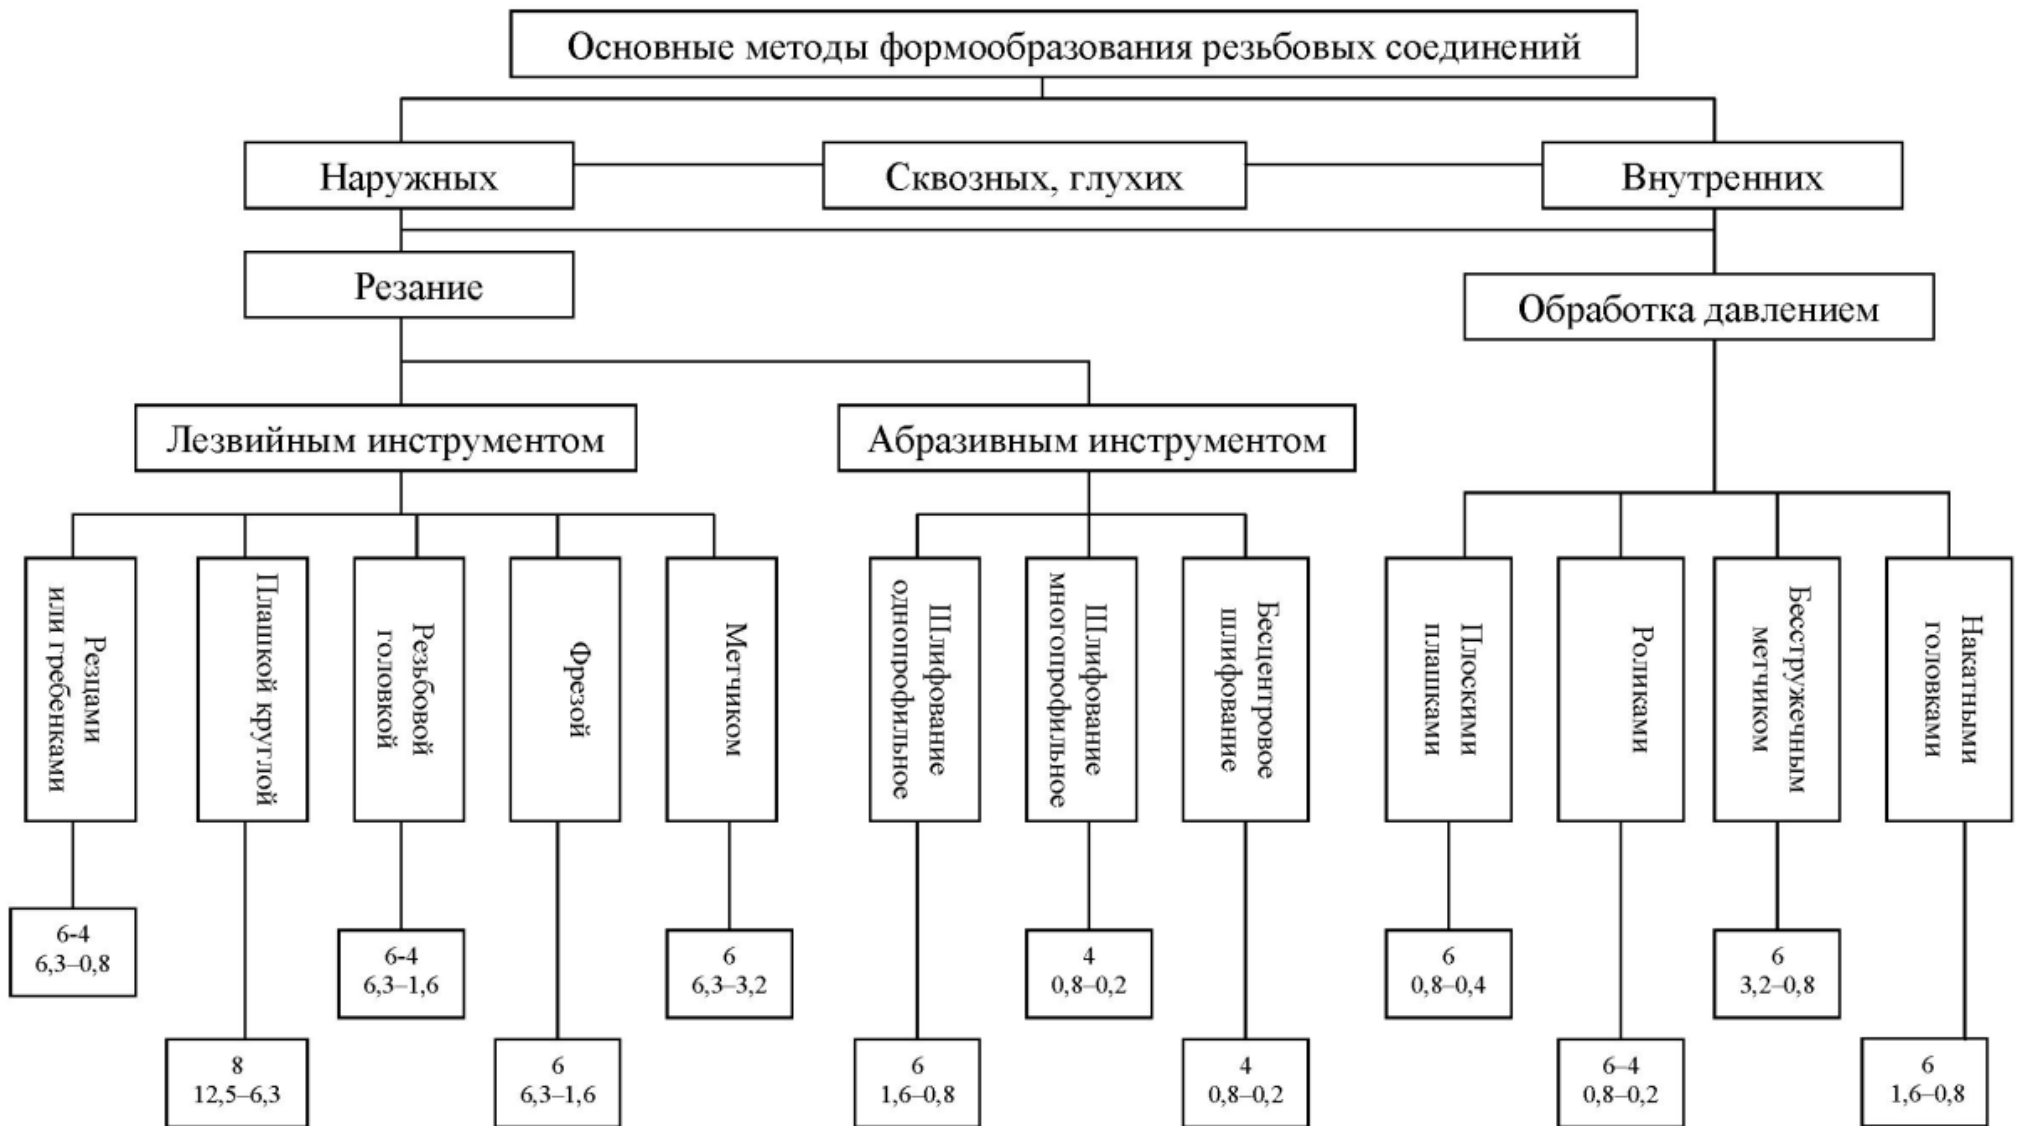 Основные методы формообразования резьбовых соединений
Наружных
Сквозных, глухих
Внутренних
Резание
Обработка давлением
Лезвийным инструментом
Абразивным инструментом
Резцами
или гребенками
Плашкой круглой
Резьбовой
головкой
Фрезой
Метчиком
Шлифование
однопрофильное
Шлифование
многопрофильное
Бесцентровое
шлифование
Плоскими
плашками
Роликами
Бесстружечным
метчиком
Накатными
головками
6-4
6,3–0,8
6-4
6,3–1,6
6
6,3–3,2
4
0,8–0,2
6
0,8–0,4
6
3,2–0,8
8
12,5–6,3
6
6,3–1,6
6
1,6–0,8
4
0,8–0,2
6–4
0,8–0,2
6
1,6–0,8